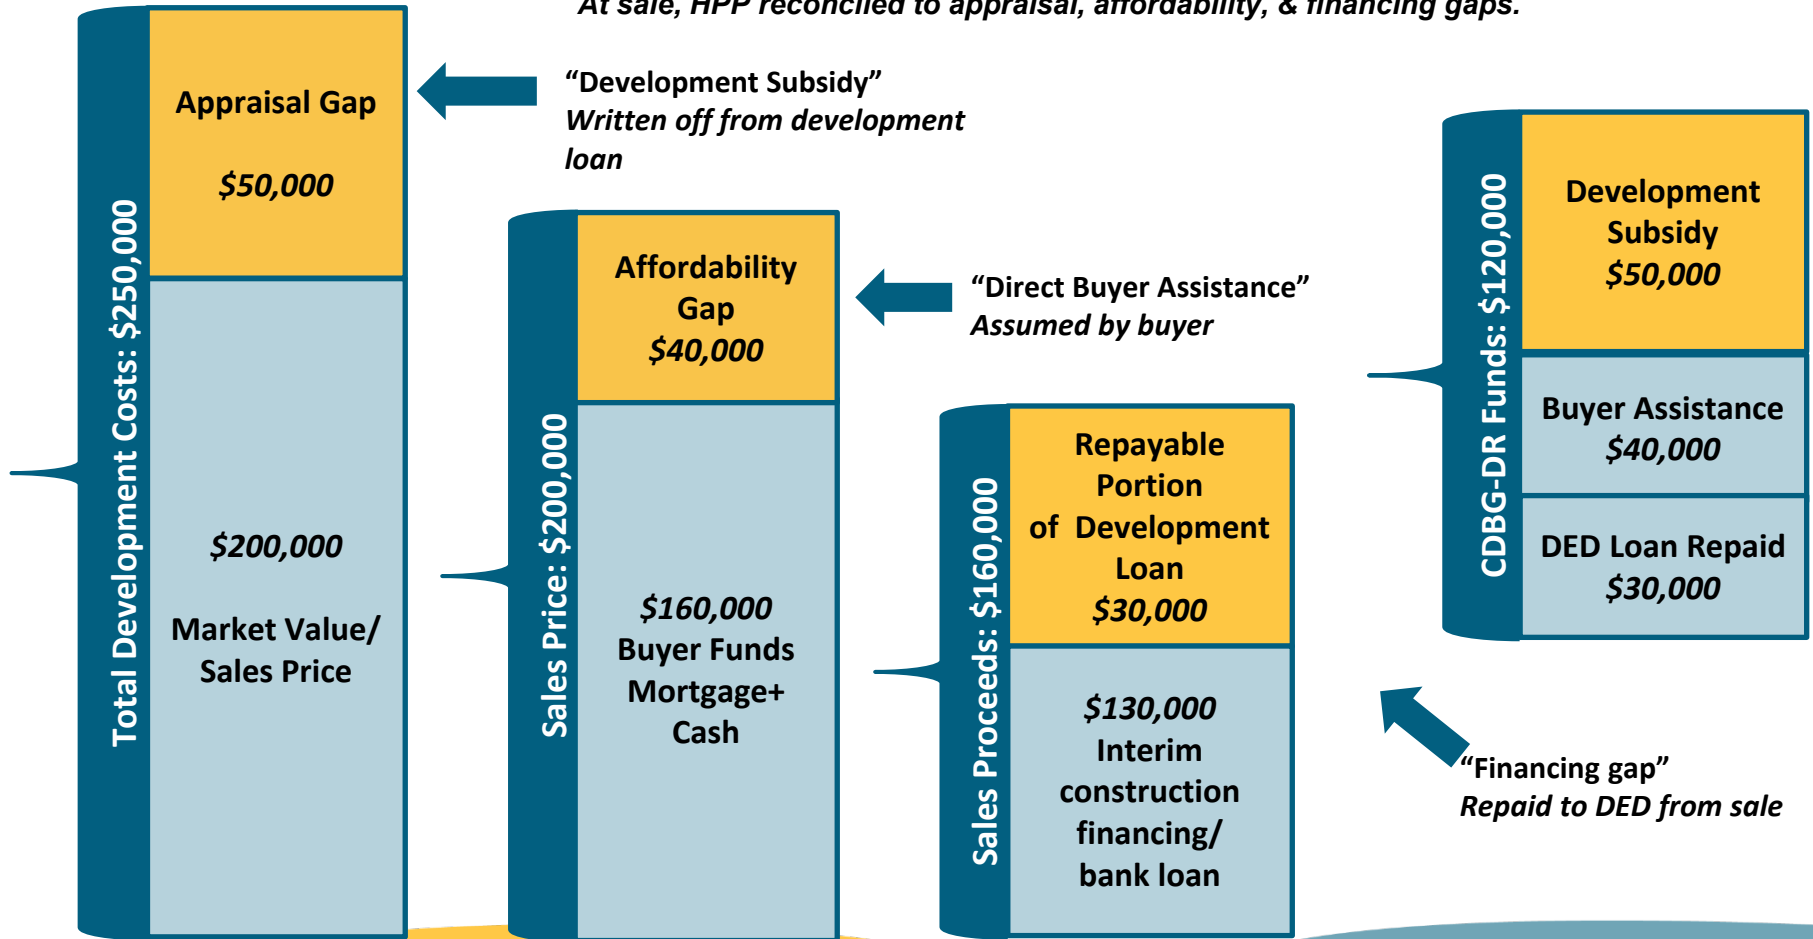 At sale, HPP reconciled to appraisal, affordability, & financing gaps.
Total Development Costs: $250,000
Appraisal Gap
$50,000
$200,000
Market Value/
Sales Price
“Development Subsidy”
Written off from development
loan
Sales Price: $200,000
Affordability
Gap
$40,000
$160,000
Buyer Funds
Mortgage+
Cash
“Direct Buyer Assistance”
Assumed by buyer
Sales Proceeds: $160,000
Repayable
Portion
of Development
Loan
$30,000
$130,000
Interim
construction
financing/
bank loan
CDBG-DR Funds: $120,000
Development
Subsidy
$50,000
Buyer Assistance
$40,000
DED Loan Repaid
$30,000
“Financing gap”
Repaid to DED from sale